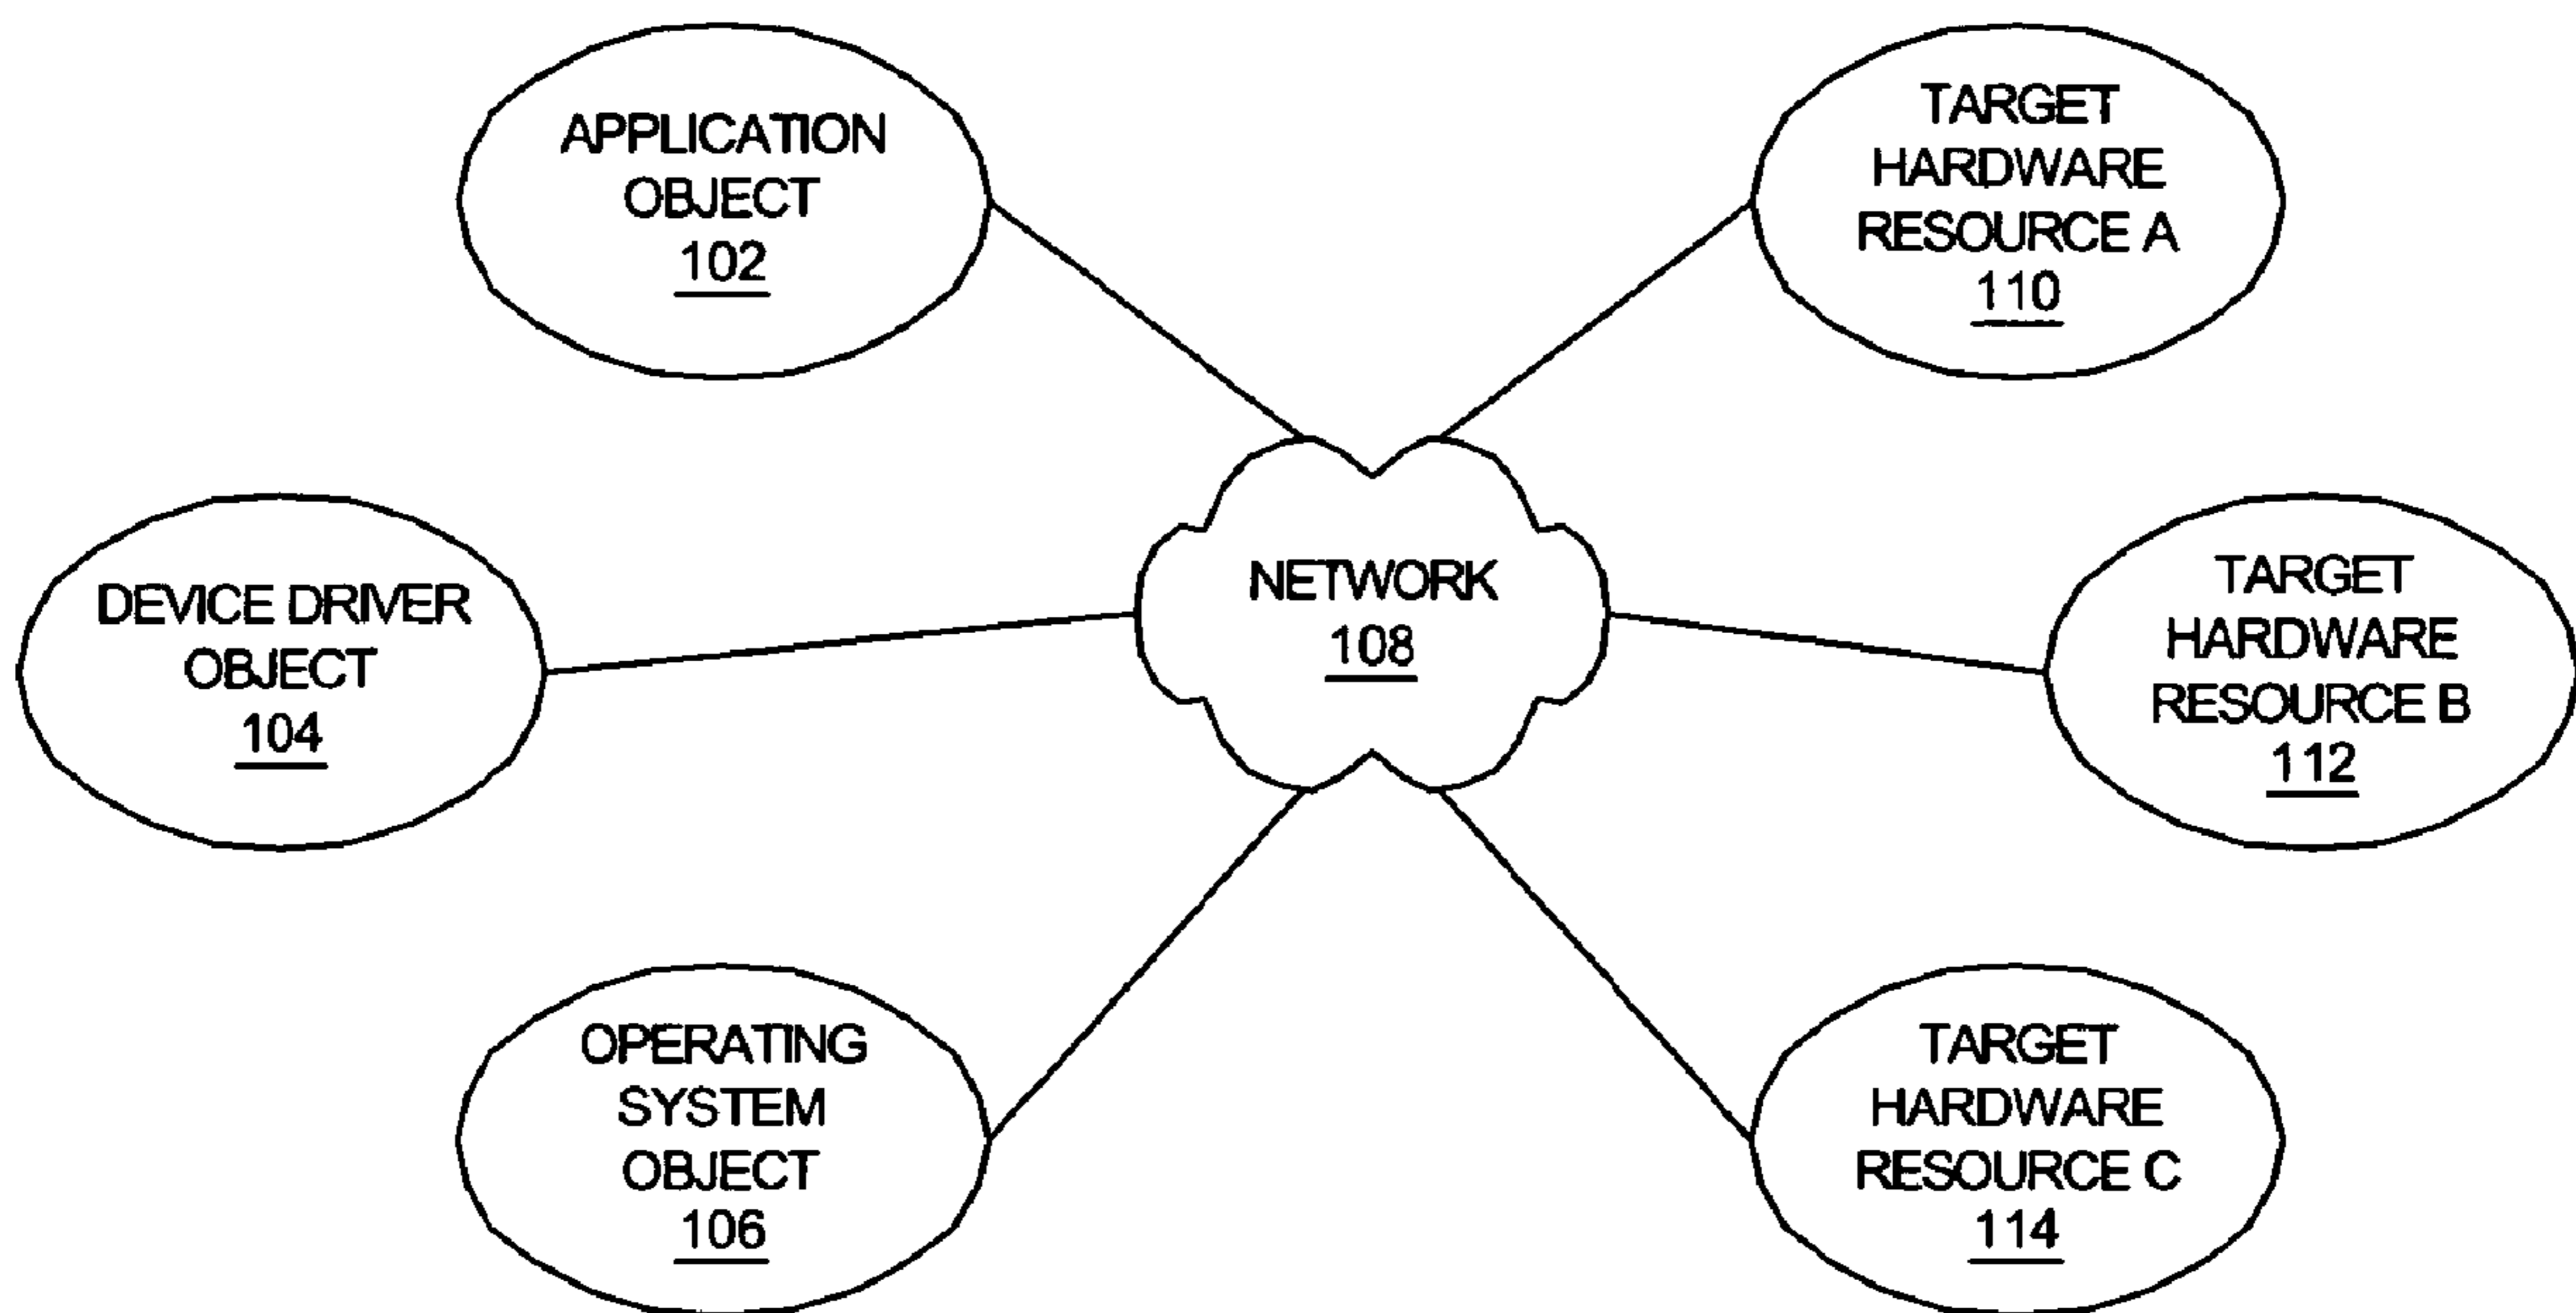 APPLICATION
OBJECT
102
TARGET
HARDWARE
RESOURCE A
110
DEVICE DRIVER
OBJECT
104
NETWORK
108
TARGET
HARDWARE
RESOURCE B
112
OPERATING
SYSTEM
OBJECT
106
TARGET
HARDWARE
RESOURCE C
114